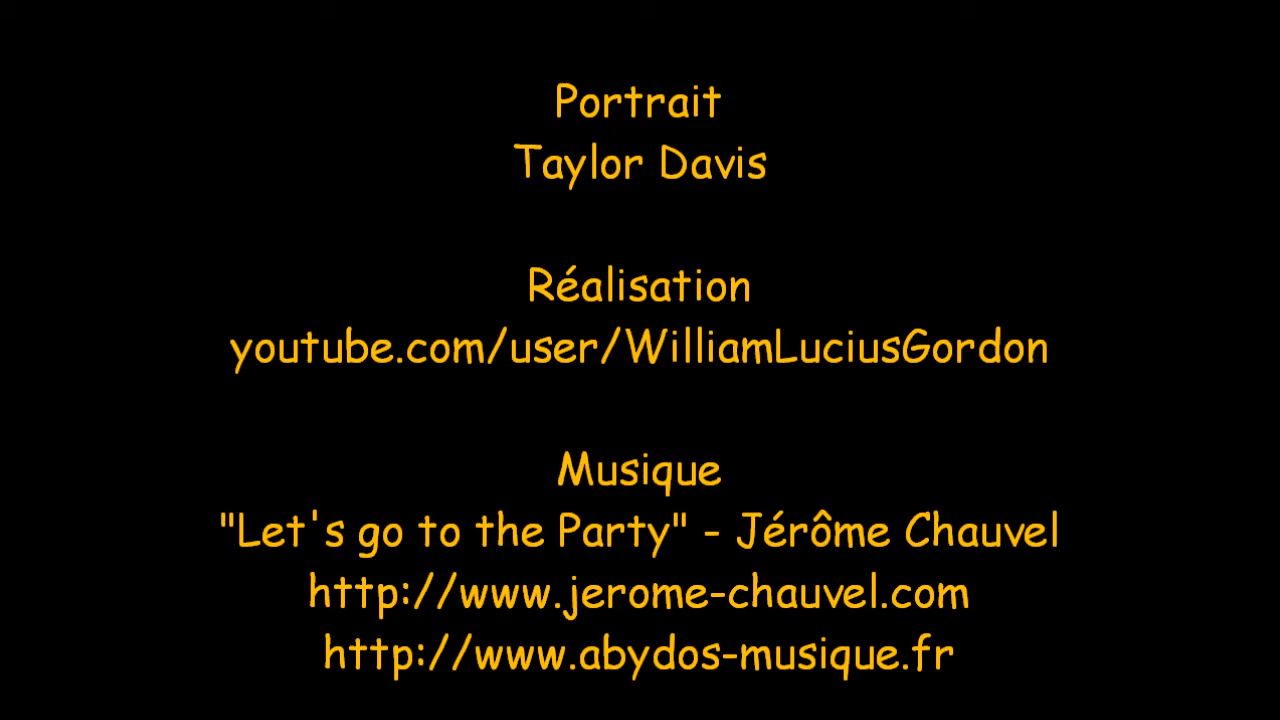 Portrait
Taylor Davis
Réalisation
youtube.com/user/WilliamLuciusGordon
Musique
"Let's go to the Party" - Jérôme Chauvel
http://www.jerome-chauvel.com
http://www.abydos-musique.fr